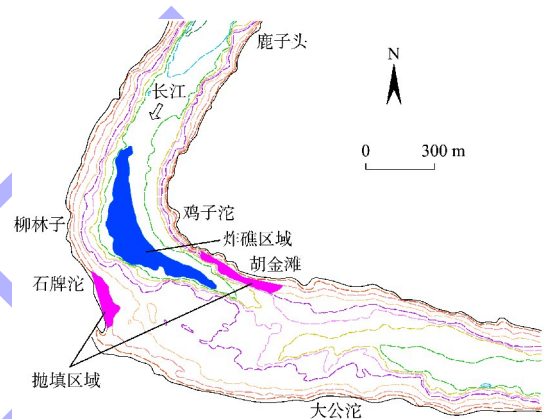 鹿子头
N
长江
0 300 m
鸡子沱
柳林子
炸礁区域
胡金滩
石牌沱
抛填区域
大公沱